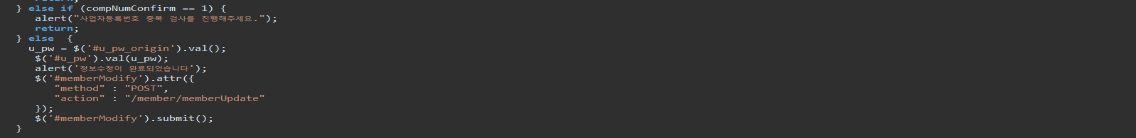 return;
} else if (compNumConfirm == 1) {
alert("사업자등록번호 중복 검사를 진행해주세요.");
return;
} else {
u_pw = $('#u_pw_origin').val();
$('#u_pw').val(u_pw);
alert('정보수정이 완료되었습니다');
$('#memberModify').attr({
"method" : "POST",
"action" : "/member/memberUpdate"
});
$('#memberModify').submit();
}